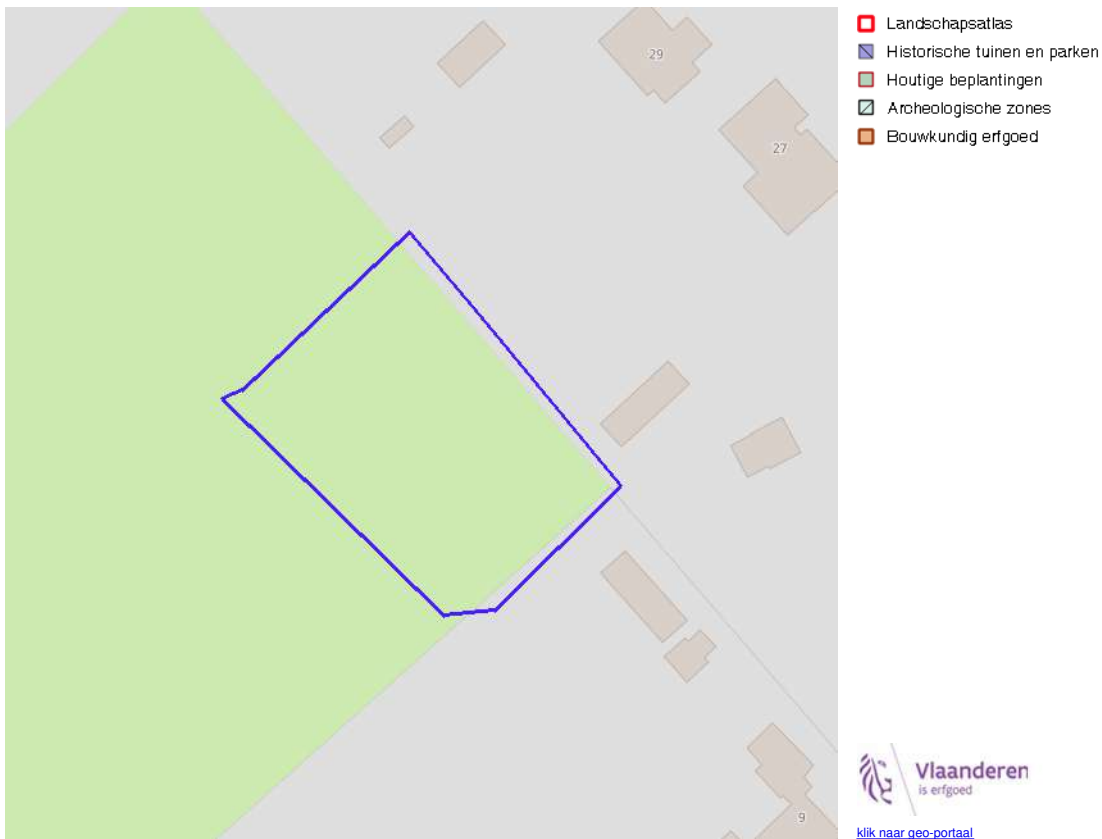 29
27
9
Landschapsatlas
Historische tuinen en parken
Houtige beplantingen
Archeologische zones
Bouwkundig erfgoed
Vlaanderen
is erfgoed
klik naar geo-portaal